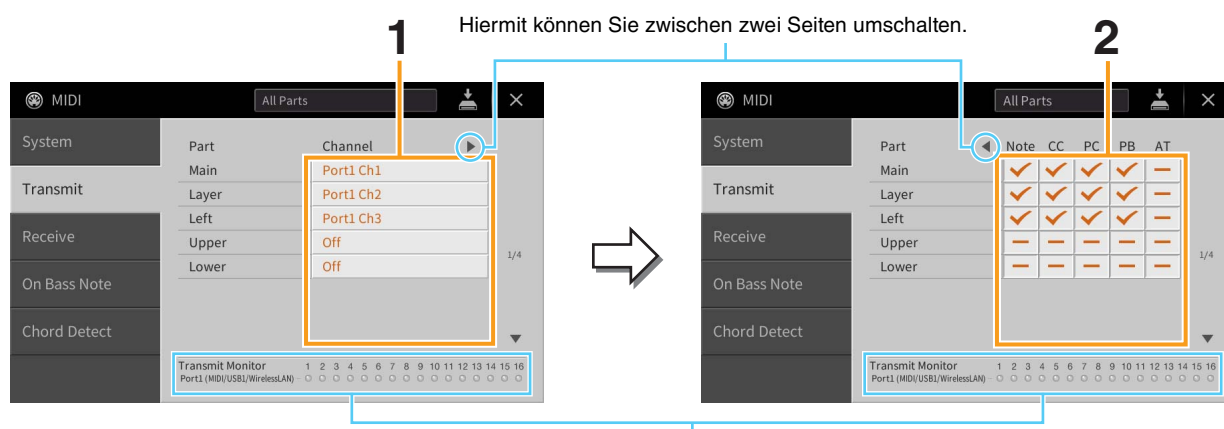 Hiermit können Sie zwischen zwei Seiten umschalten.
1
2
MIDI
All Parts
System
Transmit
Receive
On Bass Note
Chord Detect
Part Channel
Main Port1 Ch1
Layer Port1 Ch2
Left Port1 Ch3
Upper Off
Lower Off
1/4
Transmit Monitor 1 2 3 4 5 6 7 8 9 10 11 12 13 14 15 16
Port1 (MIDI/USB1/WirelessLAN)
MIDI
All Parts
System
Transmit
Receive
On Bass Note
Chord Detect
Part Note CC PC PB AT
Main
Layer
Left
Upper
Lower
1/4
Transmit Monitor 1 2 3 4 5 6 7 8 9 10 11 12 13 14 15 16
Port1 (MIDI/USB1/WirelessLAN)